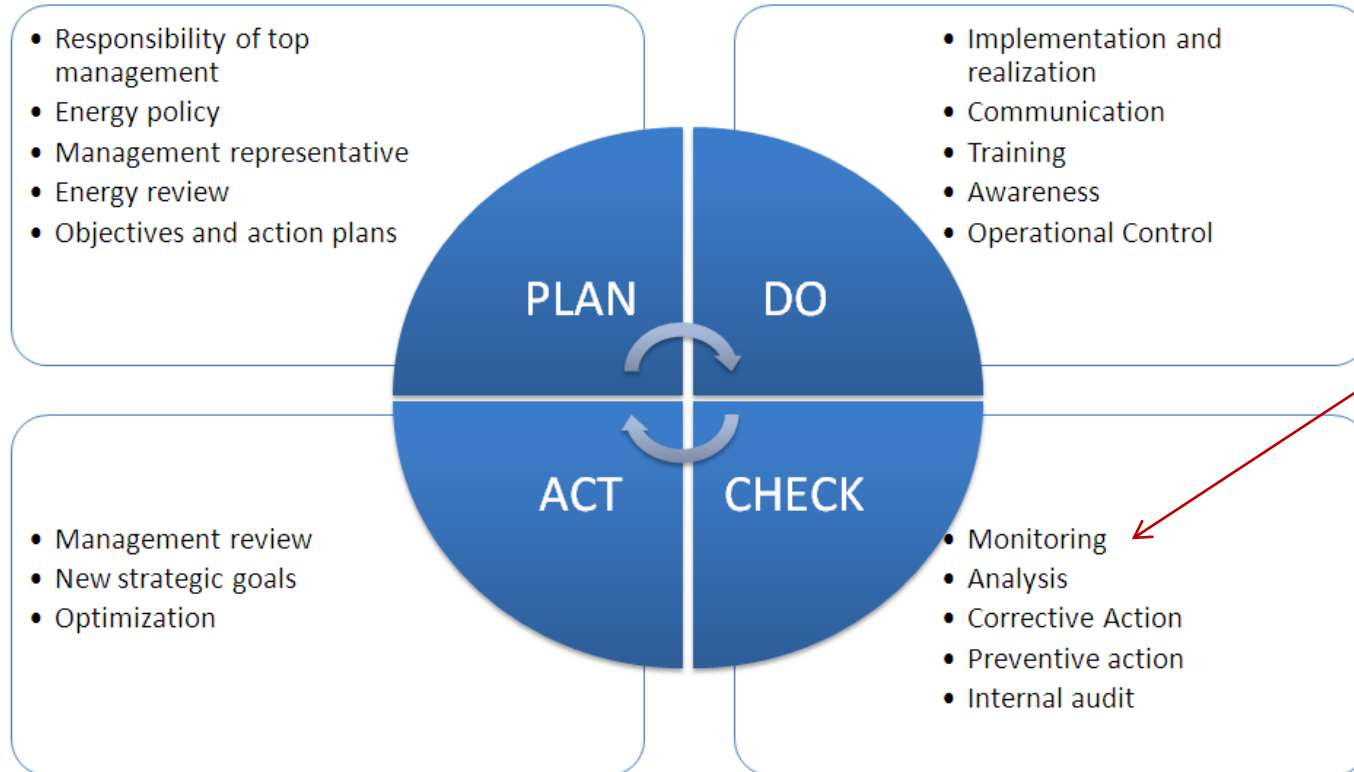 • Responsibility of top
management
• Energy policy
• Management representative
• Energy review
• Objectives and action plans
• Implementation and
realization
• Communication
• Training
• Awareness
• Operational Control
PLAN
DO
ACT
CHECK
• Management review
• New strategic goals
• Optimization
• Monitoring
• Analysis
• Corrective Action
• Preventive action
• Internal audit